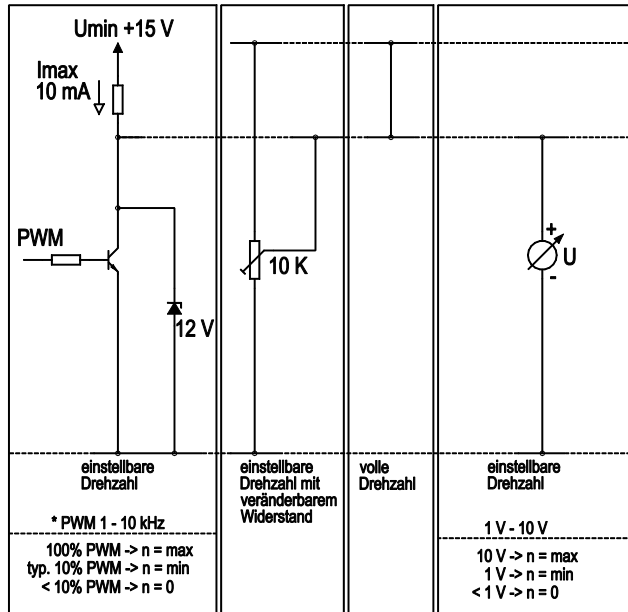 Umin +15 V
Imax
10 mA
PWM
12 V
einstellbare
Drehzahl
* PWM 1 - 10 kHz
100% PWM -> n = max
typ. 10% PWM -> n = min
< 10% PWM -> n = 0
10 K
einstellbare
Drehzahl mit
veränderbarem
Widerstand
volle
Drehzahl
+
U
-
einstellbare
Drehzahl
1 V - 10 V
10 V -> n = max
1 V -> n = min
< 1 V -> n = 0